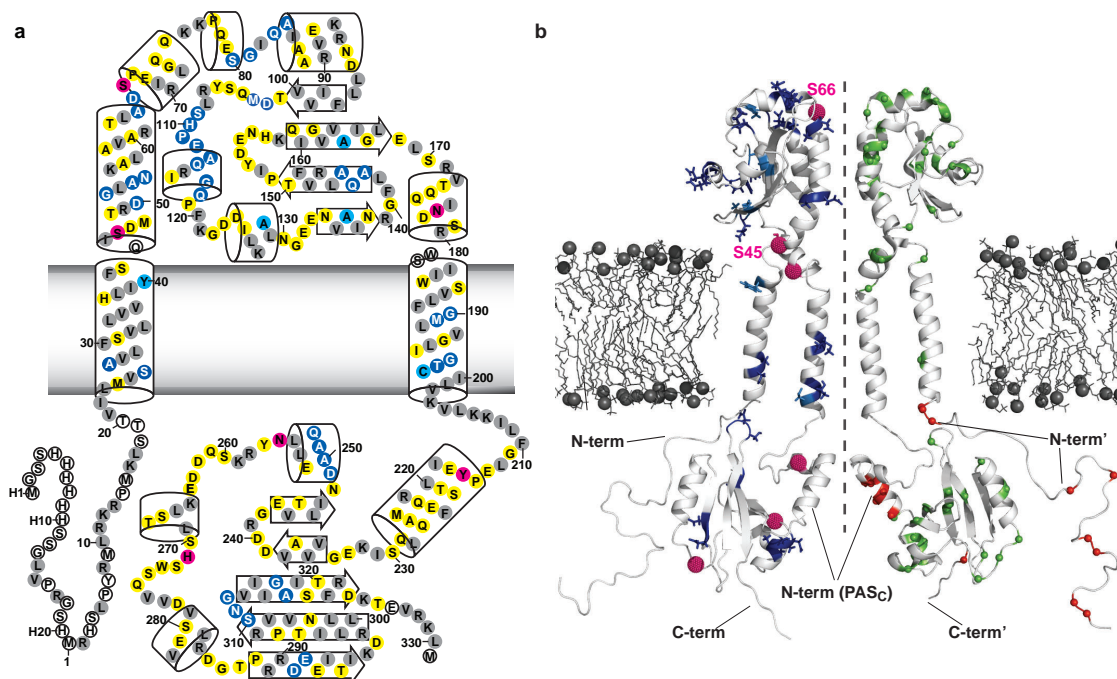 a
b
K K P
Q
Q G L
P E I R
S
70
P Q E S
G I Q A
80
I E K
A V R N
A R D
90
L
100
T V I F
V V F L
D M Q S Y R L S H
110
P E
D A
T L A
A V A R
60
K A L
G L A N
T R D
50
I S D M
Q
I R Q A
P Q G
F
120
K G D D I A
L L
K
N G E E N A N R
V I
130
G
140
F L
T V L Q A
F R A A
P I Y D E N H K
150
Q G V I L
I V A G E L S
160
170
R V
Q Q T
I N D
R S
180
S W
F S
H L I Y
40
L V V
F S V L
30
A V L
L M V S
I V T T
20
S L K M P R K L R M R Y P L S H R M
10
1
H S G R P V L G S S H H H H H H S S G M
H1
H10
H20
I I
F L V S
L M G
190
I L G V
C T G
V L I
200
K V L K K I L F
210
G L E P
Y E I
220
L T S
F E R Q
M A Q
L Q S I K E G
230
V A V
D D
240
R G E T V I
L T L
N
D A A Q
250
E L L N Y R K S Q D D E K
260
T S L K
L
270
S H S W S Q V V V D V
S
280
V E L R
D G T P R R D E E T I I K D
290
R P T I L I R T
S V V N L L
300
310
G N
V I G I T R
I V A S F D K T E V R K L M
320
330
S66
S45
N-term
N-term'
N-term (PASC)
C-term
C-term'